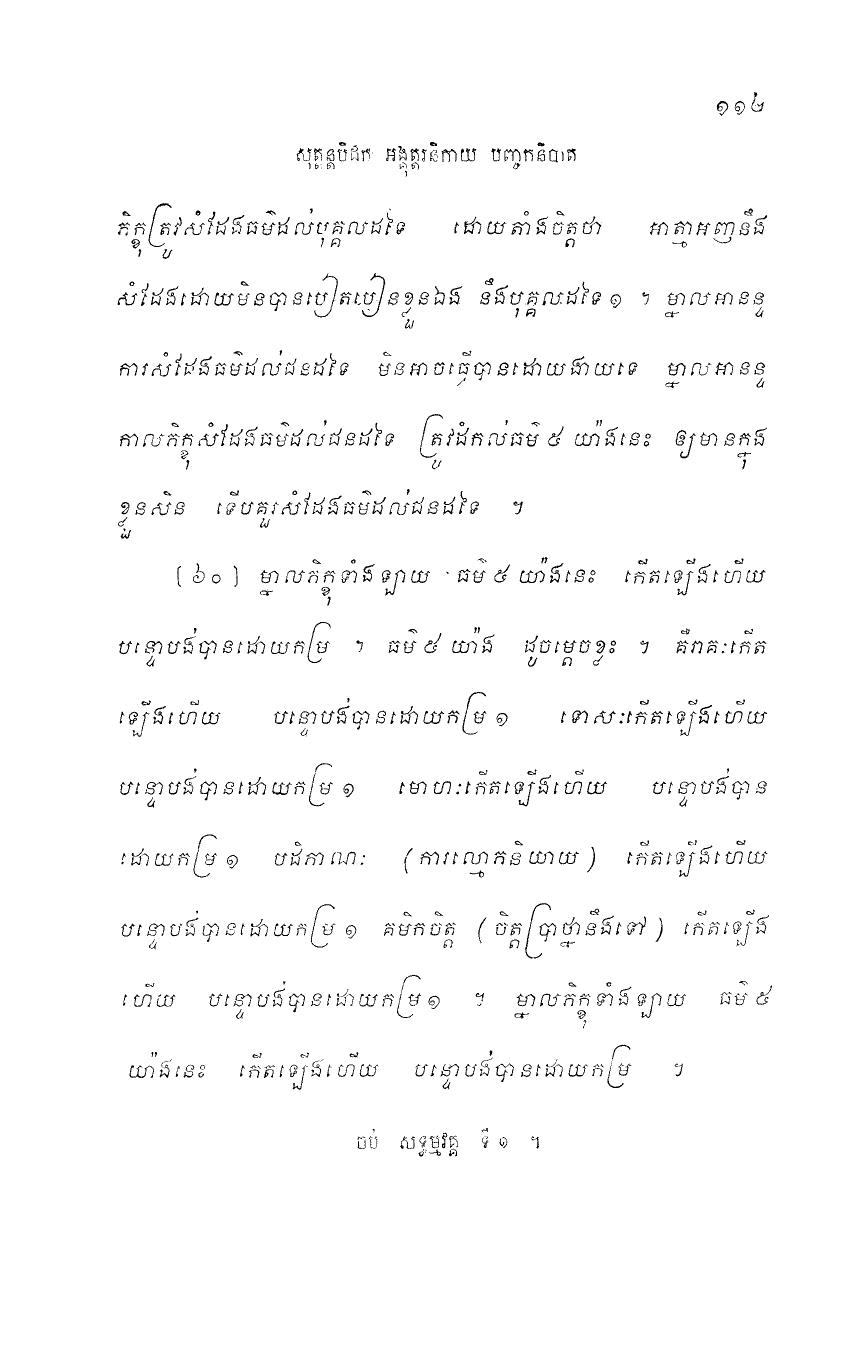 ១១៤
សុត្តន្តបិដក អង្គុត្តរនិកាយ បញ្ចកនិបាត
ភិក្ខុត្រូវសំដែងធម៌ដល់បុគ្គលដទៃ ដោយតាំងចិត្តថា អាត្មាអញនឹង
សំដែងដោយមិនបានបៀតបៀនខ្លួនឯង នឹងបុគ្គលដទៃ១ ។ ម្នាលអានន្ទ
ការសំដែងធម៌ដល់ជនដទៃ មិនអាចធ្វើបានដោយងាយទេ ម្នាលអានន្ទ
កាលភិក្ខុសំដែងធម៌ដល់ជនដទៃ ត្រូវដំកល់ធម៌ ៥ យ៉ាងនេះ ឲ្យមានក្នុង
ខ្លួនសិន ទើបគួរសំដែងធម៌ដល់ជនដទៃ ។
(៦០) ម្នាលភិក្ខុទាំងឡាយ ធម៌ ៥ យ៉ាងនេះ កើតឡើងហើយ
បន្ទោបង់បានដោយកម្រ ។ ធម៌ ៥ យ៉ាង ដូចម្តេចខ្លះ ។ គឺរាគៈកើត
ឡើងហើយ បន្ទោបង់បានដោយកម្រ ១ ទោសៈកើតឡើងហើយ
បន្ទោបង់បានដោយកម្រ ១ មោហៈកើតឡើងហើយ បន្ទោបង់បាន
ដោយកម្រ ១ បដិភាណៈ (ការល្មោភនិយាយ) កើតឡើងហើយ
បន្ទោបង់បានដោយកម្រ ១ គមិកចិត្ត (ចិត្តប្រាថ្នានឹងទៅ) កើតឡើង
ហើយ បន្ទោបង់បានដោយកម្រ ១ ។ ម្នាលភិក្ខុទាំងឡាយ ធម៌ ៥
យ៉ាងនេះ កើតឡើងហើយ បន្ទោបង់បានដោយកម្រ ។
ចប់ សទ្ធម្មវគ្គ ទី ១ ។